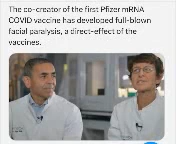 The co-creator of the first Pfizer mRNA
COVID vaccine has developed full-blown
facial paralysis, a direct-effect of the
vaccines.